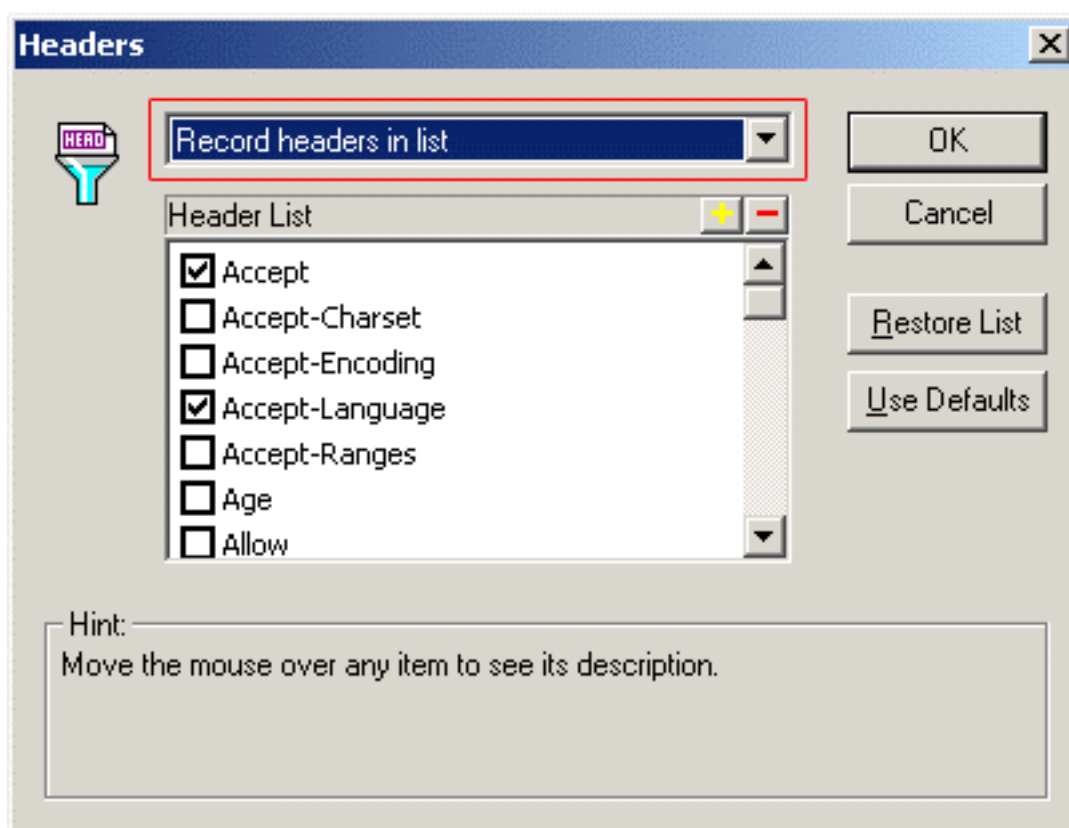 Headers
HEAD
Record headers in list
OK
Header List
Cancel
Accept
Accept-Charset
Accept-Encoding
Accept-Language
Accept-Ranges
Age
Allow
Restore List
Use Defaults
Hint:
Move the mouse over any item to see its description.